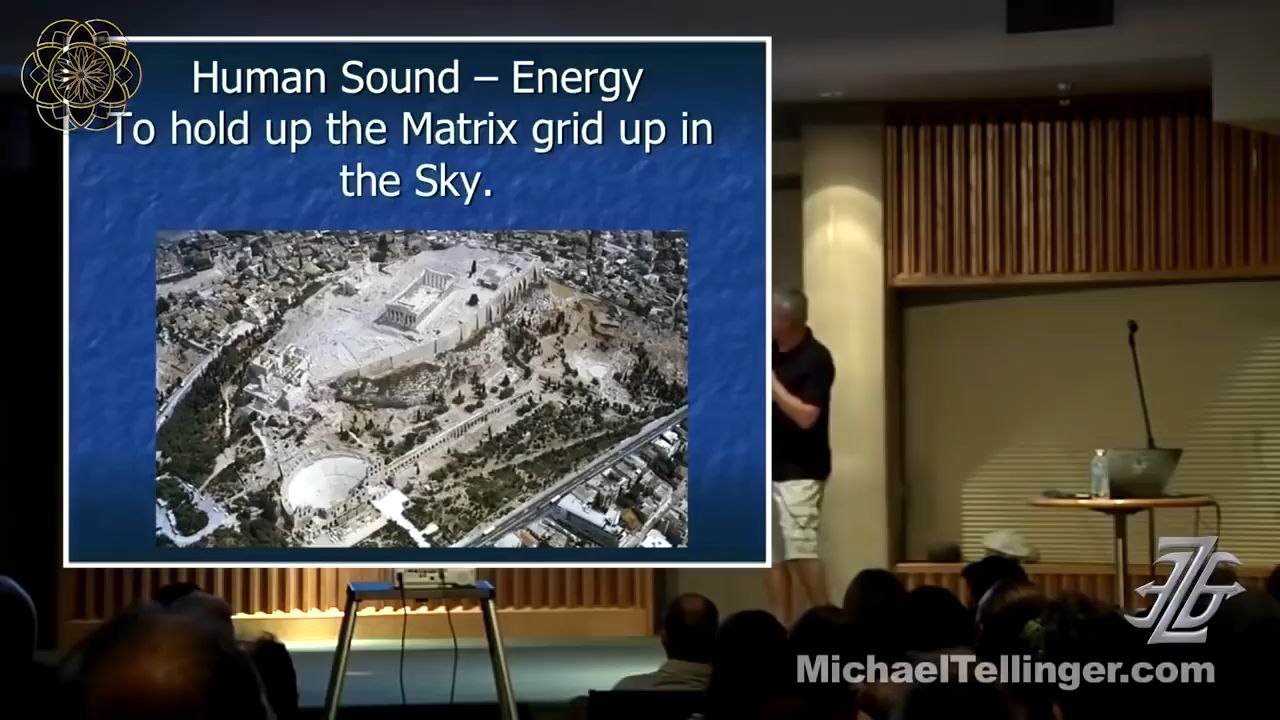 Human Sound – Energy
To hold up the Matrix grid up in
the Sky.
MichaelTellinger.com